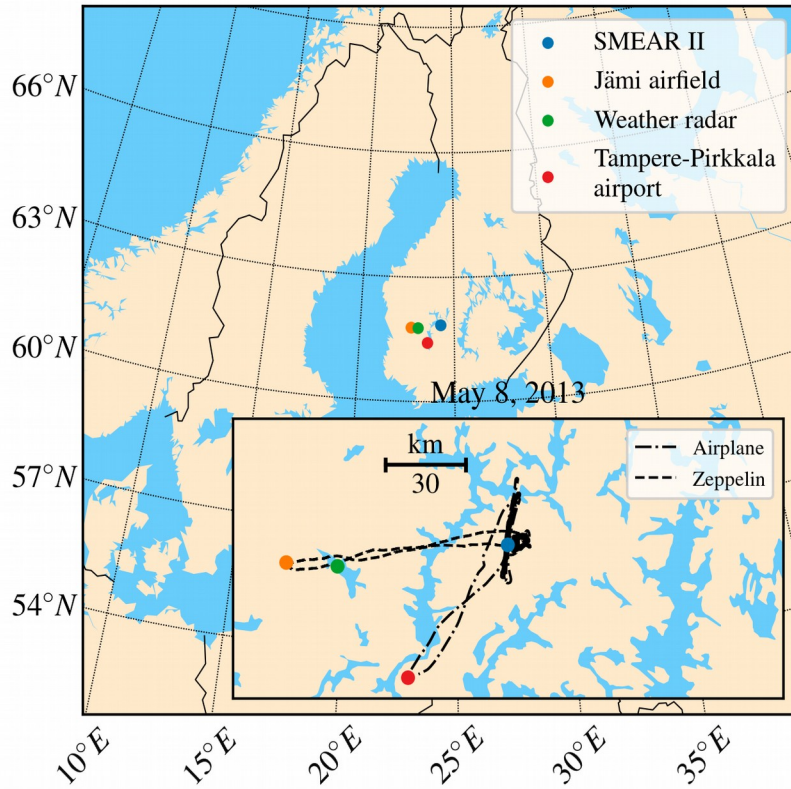 SMEAR II
Jämi airfield
Weather radar
Tampere-Pirkkala
airport
66°N
63°N
60°N
57°N
54°N
May 8, 2013
km
30
Airplane
Zeppelin
10°E
15°E
20°E
25°E
30°E
35°E